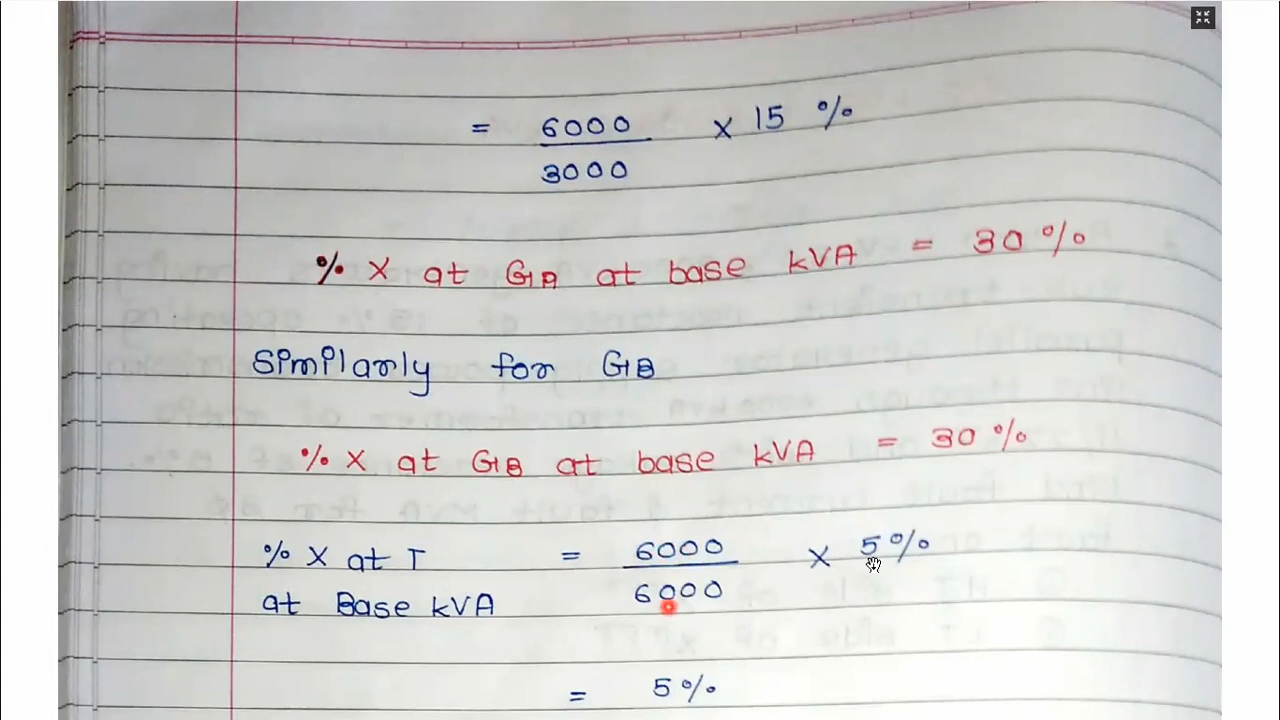 = 6000 / 3000 × 15 %
% X at GA at base kVA = 30%
Similarly for GB
% X at GB at base kVA = 30%
% X at T at Base kVA = 6000 / 6000 × 5%
= 5%